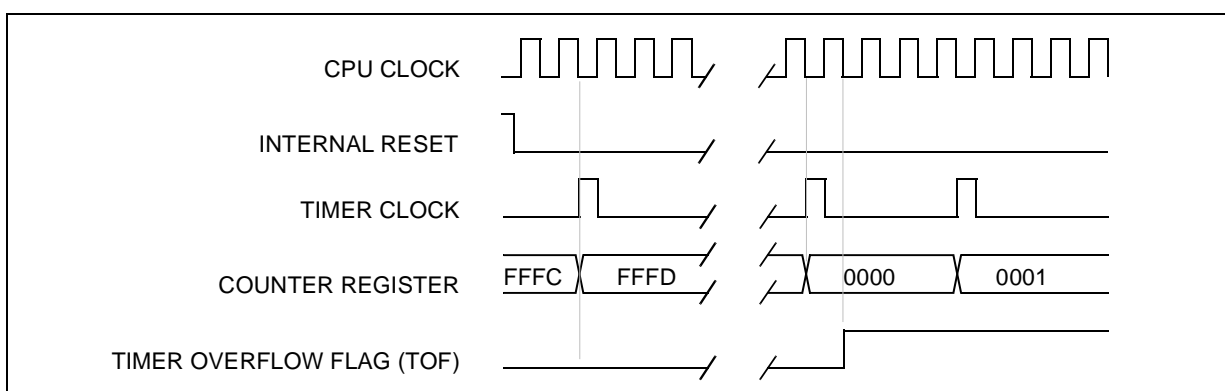 CPU CLOCK
INTERNAL RESET
TIMER CLOCK
COUNTER REGISTER FFFC FFFD 0000 0001
TIMER OVERFLOW FLAG (TOF)